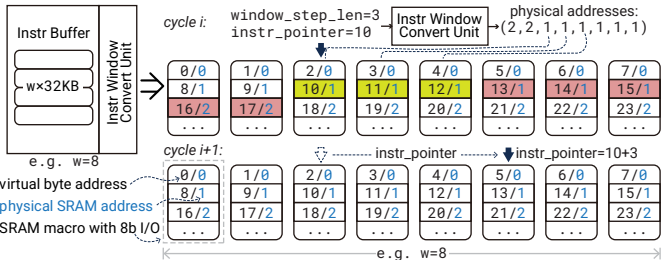 Instr Buffer
w×32KB
Instr Window
Convert Unit
e.g. w=8
cycle i:
window_step_len=3
instr_pointer=10
Instr Window
Convert Unit
physical addresses:
(2,2,1,1,1,1,1,1)
0/0 1/0 2/0 3/0 4/0 5/0 6/0 7/0
8/1 9/1 10/1 11/1 12/1 13/1 14/1 15/1
16/2 17/2 18/2 19/2 20/2 21/2 22/2 23/2
... ... ... ... ... ... ... ...
cycle i+1:
instr_pointer
instr_pointer=10+3
0/0 1/0 2/0 3/0 4/0 5/0 6/0 7/0
8/1 9/1 10/1 11/1 12/1 13/1 14/1 15/1
16/2 17/2 18/2 19/2 20/2 21/2 22/2 23/2
... ... ... ... ... ... ... ...
virtual byte address
physical SRAM address
SRAM macro with 8b I/O
e.g. w=8